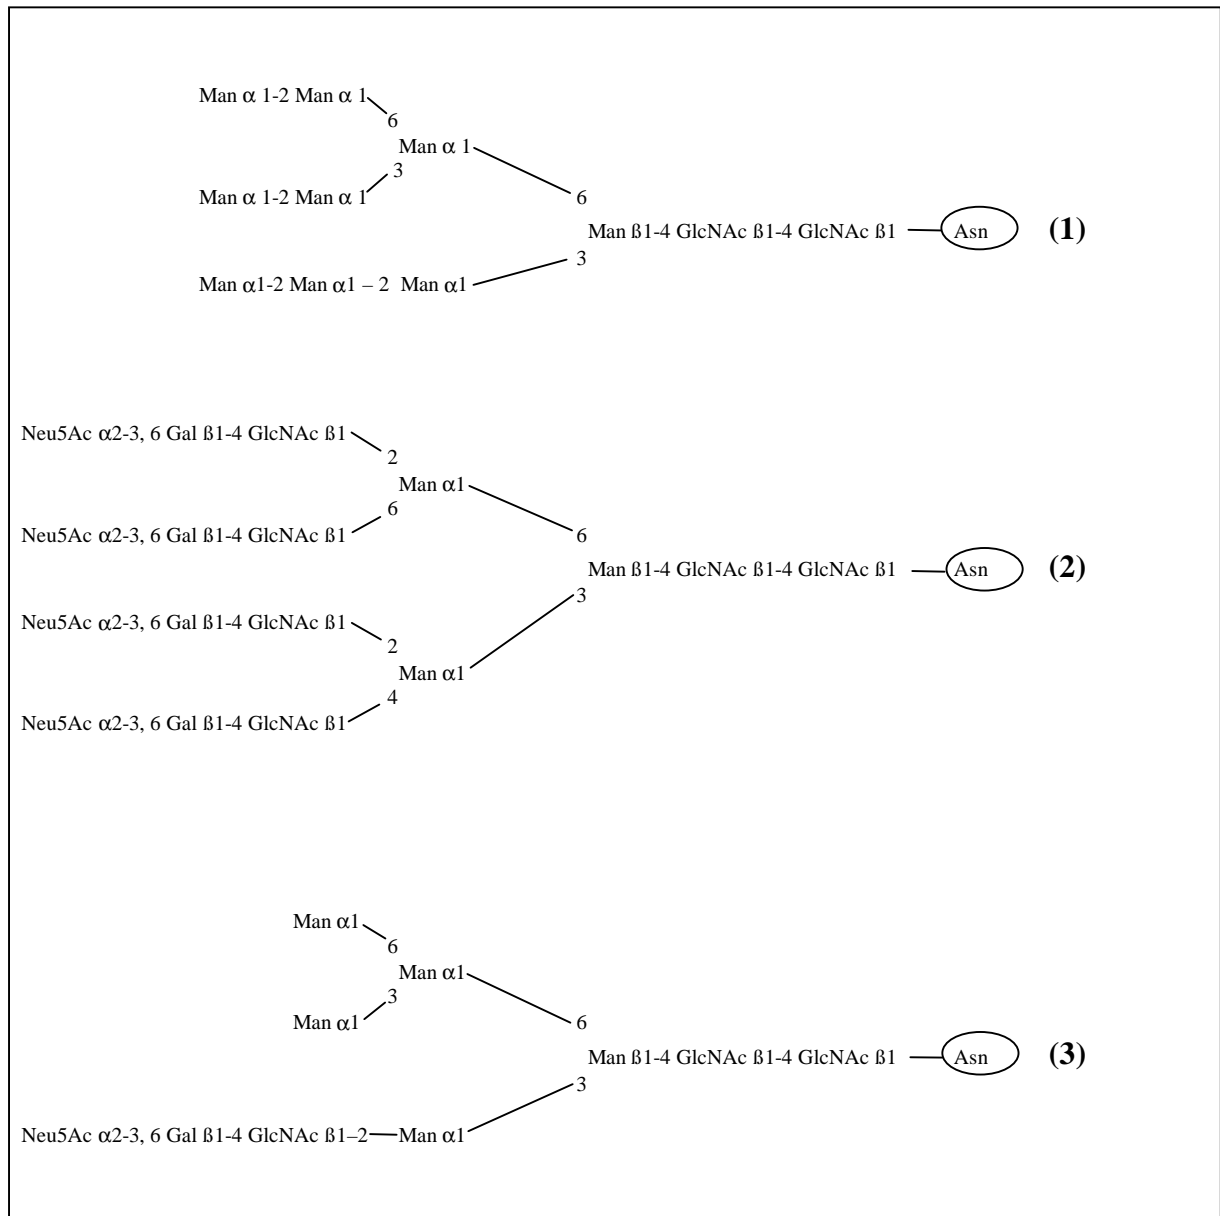 Man α 1-2 Man α 1
6
Man α 1
3
Man α 1-2 Man α 1
6
Man ß1-4 GlcNAc ß1-4 GlcNAc ß1 Asn (1)
3
Man α1-2 Man α1 – 2 Man α1
Neu5Ac α2-3, 6 Gal ß1-4 GlcNAc ß1
2
Man α1
6
Neu5Ac α2-3, 6 Gal ß1-4 GlcNAc ß1
6
Man ß1-4 GlcNAc ß1-4 GlcNAc ß1 Asn (2)
3
Neu5Ac α2-3, 6 Gal ß1-4 GlcNAc ß1
2
Man α1
4
Neu5Ac α2-3, 6 Gal ß1-4 GlcNAc ß1
Man α1
6
Man α1
3
Man α1
6
Man ß1-4 GlcNAc ß1-4 GlcNAc ß1 Asn (3)
3
Neu5Ac α2-3, 6 Gal ß1-4 GlcNAc ß1–2 Man α1